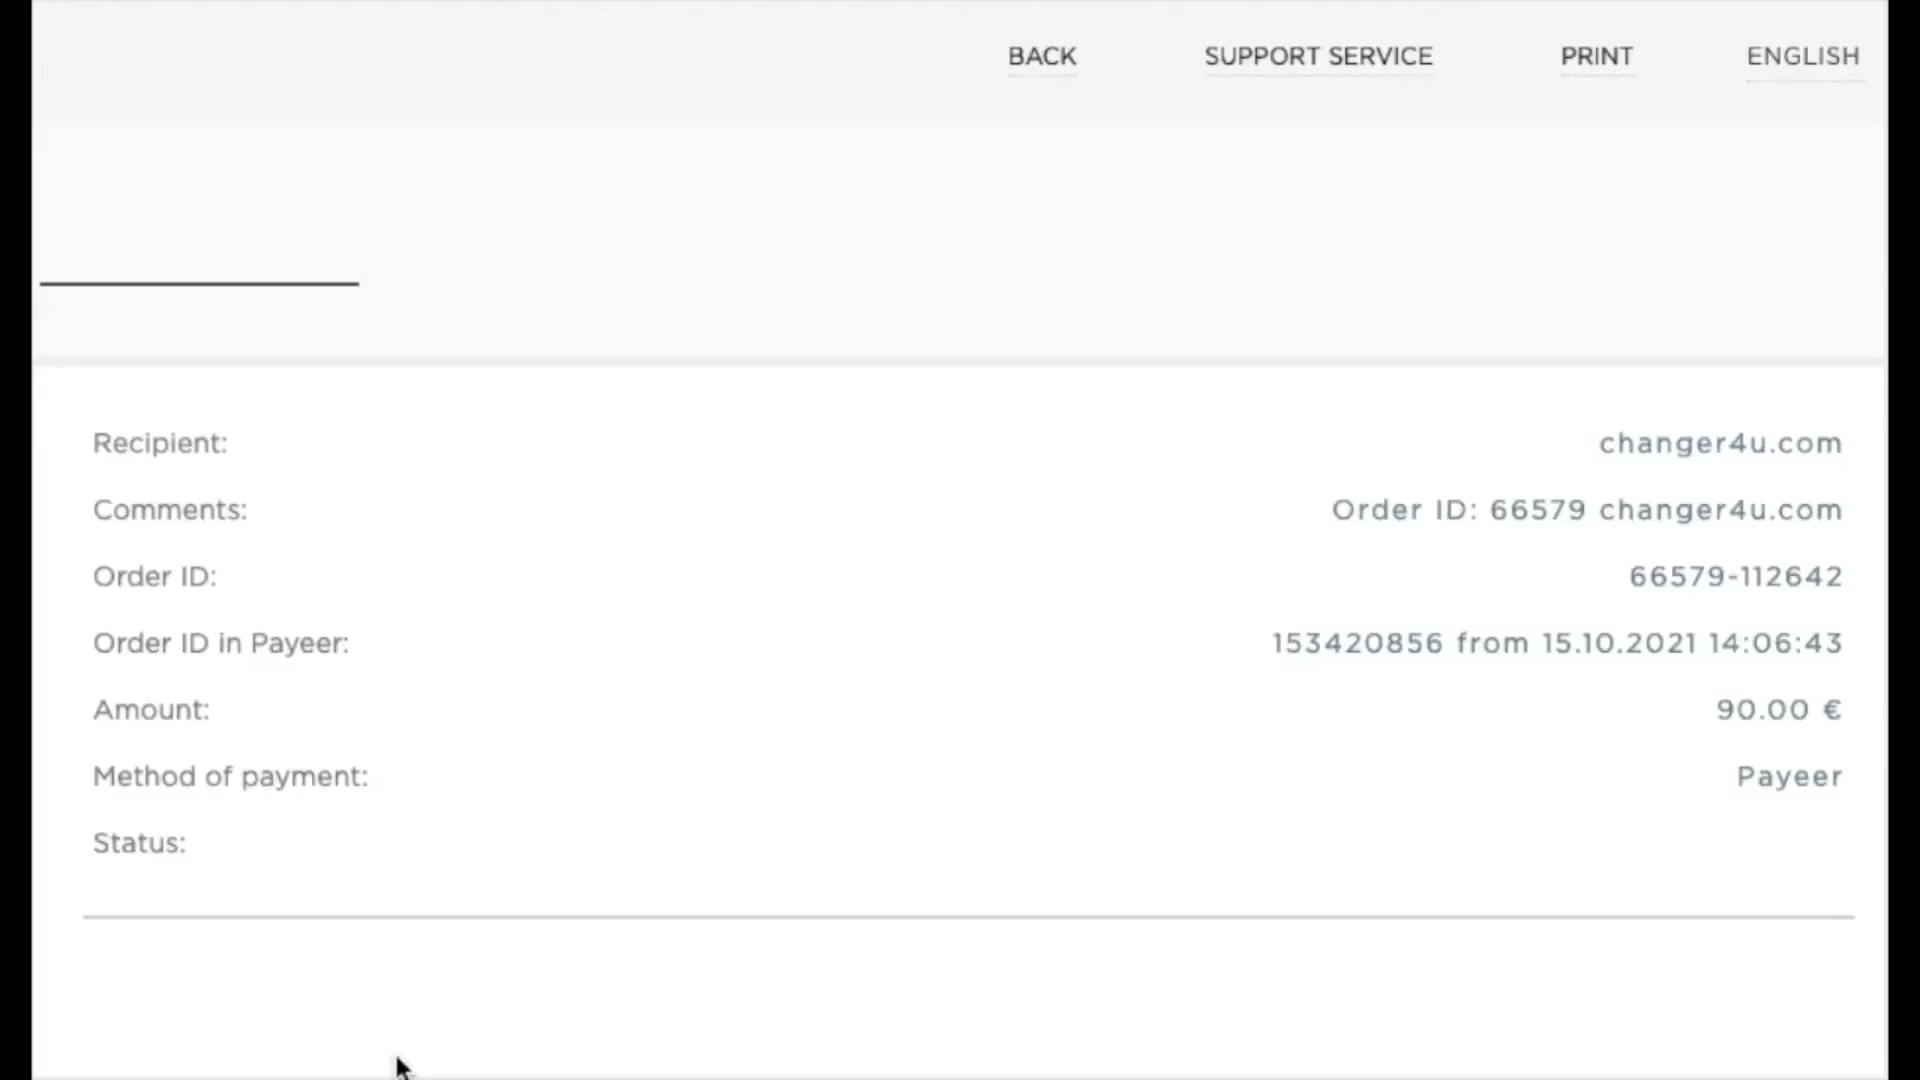 BACK SUPPORT SERVICE PRINT ENGLISH
Recipient: changer4u.com
Comments: Order ID: 66579 changer4u.com
Order ID: 66579-112642
Order ID in Payeer: 153420856 from 15.10.2021 14:06:43
Amount: 90.00 €
Method of payment: Payeer
Status: